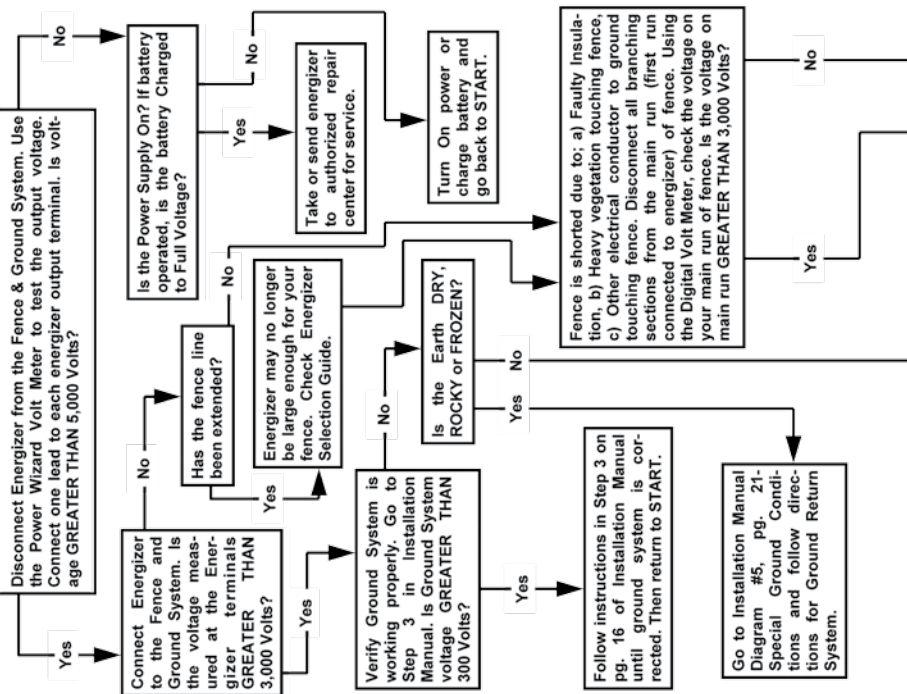 Disconnect Energizer from the Fence & Ground System. Use
the Power Wizard Volt Meter to test the output voltage.
Connect one lead to each energizer output terminal. Is volt-
age GREATER THAN 5,000 Volts?
Yes
No
Connect Energizer
to the Fence and
Ground System. Is
the voltage meas-
ured at the Ener-
gizer terminals
GREATER THAN
3,000 Volts?
No
Yes
Is the Power Supply On? If battery
operated, is the battery Charged
to Full Voltage?
No
Yes
Has the fence line
been extended?
No
Yes
Take or send energizer
to authorized repair
center for service.
Energizer may no longer
be large enough for your
fence. Check Energizer
Selection Guide.
Turn On power or
charge battery and
go back to START.
Verify Ground System is
working properly. Go to
Step 3 in Installation
Manual. Is Ground System
voltage GREATER THAN
300 Volts?
No
Yes
Is the Earth DRY,
ROCKY or FROZEN?
Yes
No
Fence is shorted due to; a) Faulty Insula-
tion, b) Heavy vegetation touching fence,
c) Other electrical conductor to ground
touching fence. Disconnect all branching
sections from the main run (first run
connected to energizer) of fence. Using
the Digital Volt Meter, check the voltage on
your main run of fence. Is the voltage on
main run GREATER THAN 3,000 Volts?
Yes
No
Follow instructions in Step 3 on
pg. 16 of Installation Manual
until ground system is cor-
rected. Then return to START.
Go to Installation Manual
Diagram #5, pg. 21-
Special Ground Condi-
tions and follow direc-
tions for Ground Return
System.